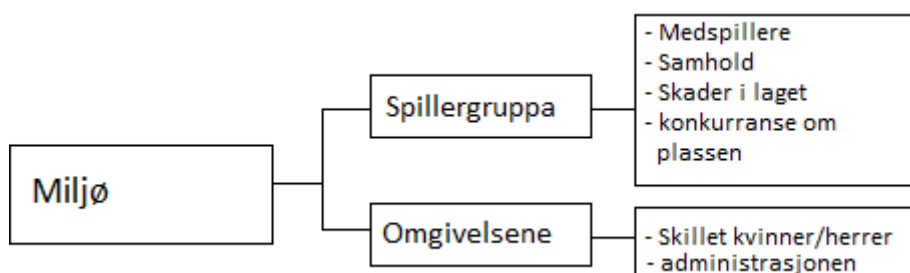 Miljø
Spillergruppa
- Medspillere
- Samhold
- Skader i laget
- konkurranse om
plassen
Omgivelsene
- Skillet kvinner/herrer
- administrasjonen